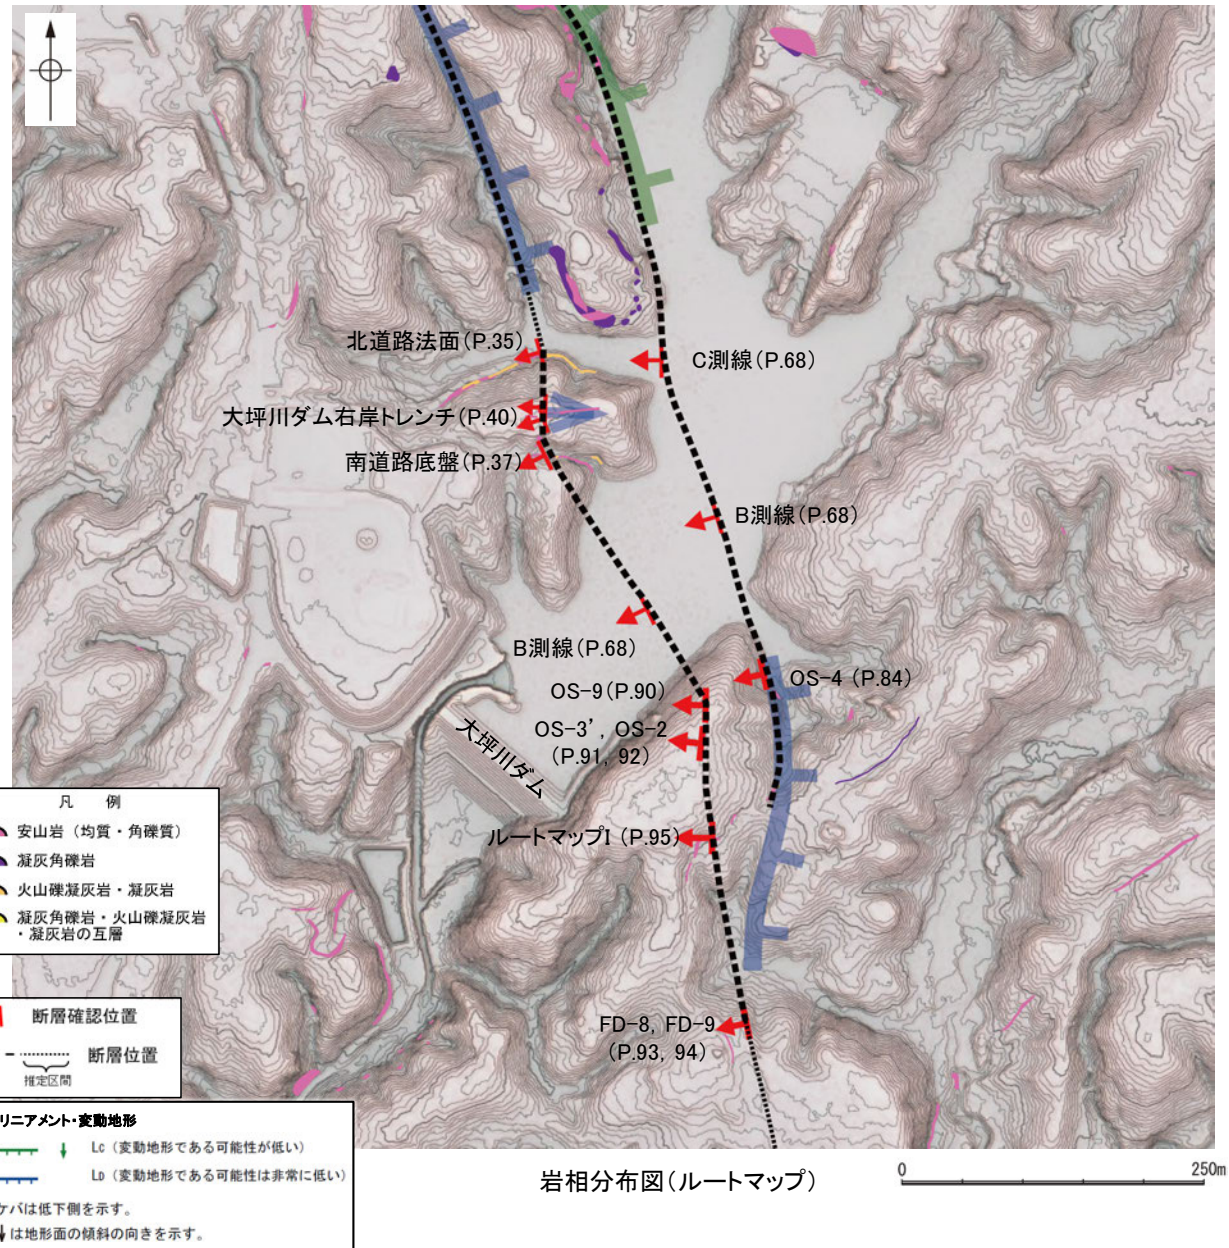 北道路法面(P.35)
C測線(P.68)
大坪川ダム右岸トレンチ(P.40)
南道路底盤(P.37)
B測線(P.68)
B測線(P.68)
OS-9(P.90)
OS-4 (P.84)
OS-3’, OS-2
(P.91, 92)
大坪川ダム
ルートマップI (P.95)
FD-8, FD-9
(P.93, 94)
凡 例
安山岩（均質・角礫質）
凝灰角礫岩
火山礫凝灰岩・凝灰岩
凝灰角礫岩・火山礫凝灰岩
・凝灰岩の互層
断層確認位置
断層位置
推定区間
リニアメント・変動地形
LC（変動地形である可能性が低い）
LD（変動地形である可能性は非常に低い）
ケバは低下側を示す。
は地形面の傾斜の向きを示す。
岩相分布図(ルートマップ)
0 250m